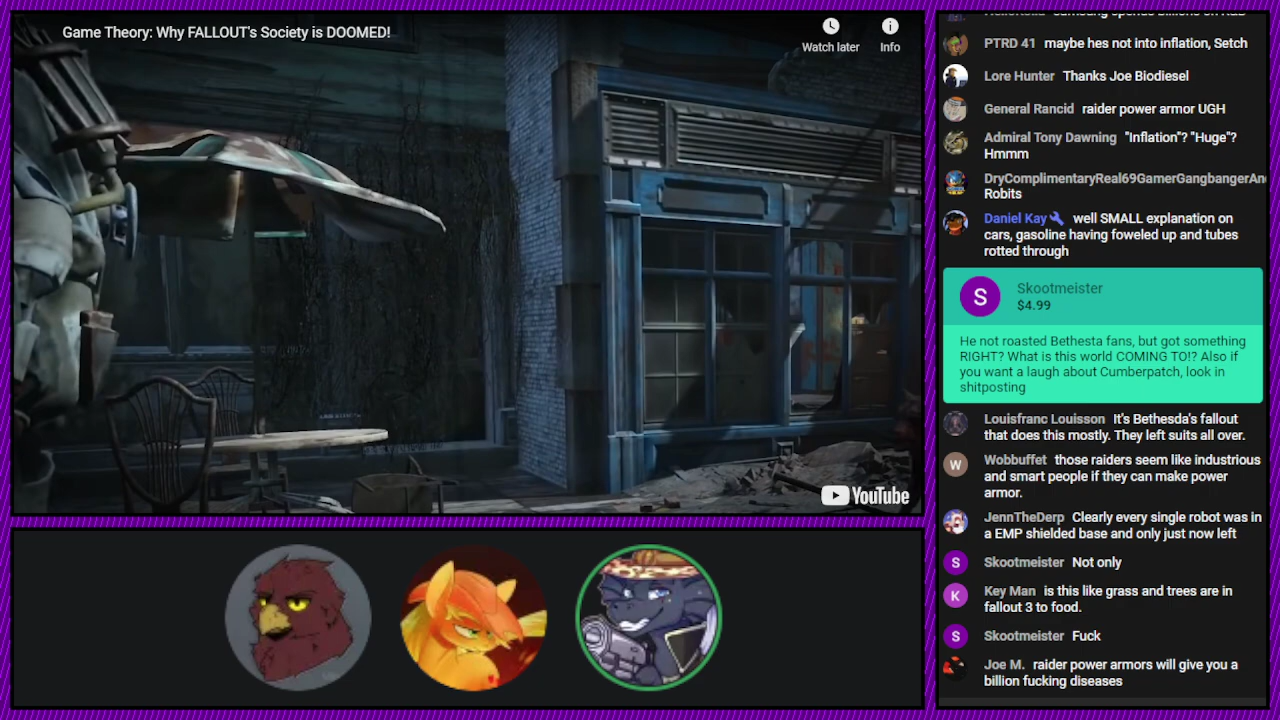 Game Theory: Why FALLOUT's Society is DOOMED!
Watch later
Info
YouTube
PTRD 41 maybe hes not into inflation, Setch
Lore Hunter Thanks Joe Biodiesel
General Rancid raider power armor UGH
Admiral Tony Dawning "Inflation"? "Huge"?
Hmmm
DryComplimentaryReal69GamerGangbangerAn
Robits
Daniel Kay well SMALL explanation on
cars, gasoline having foweled up and tubes
rotted through
S
Skootmeister
$4.99
He not roasted Bethesta fans, but got something
RIGHT? What is this world COMING TO!? Also if
you want a laugh about Cumberpatch, look in
shitposting
Louisfranc Louisson It's Bethesda's fallout
that does this mostly. They left suits all over.
W
Wobbuffet those raiders seem like industrious
and smart people if they can make power
armor.
JennTheDerp Clearly every single robot was in
a EMP shielded base and only just now left
S
Skootmeister Not only
K
Key Man is this like grass and trees are in
fallout 3 to food.
S
Skootmeister Fuck
Joe M. raider power armors will give you a
billion fucking diseases